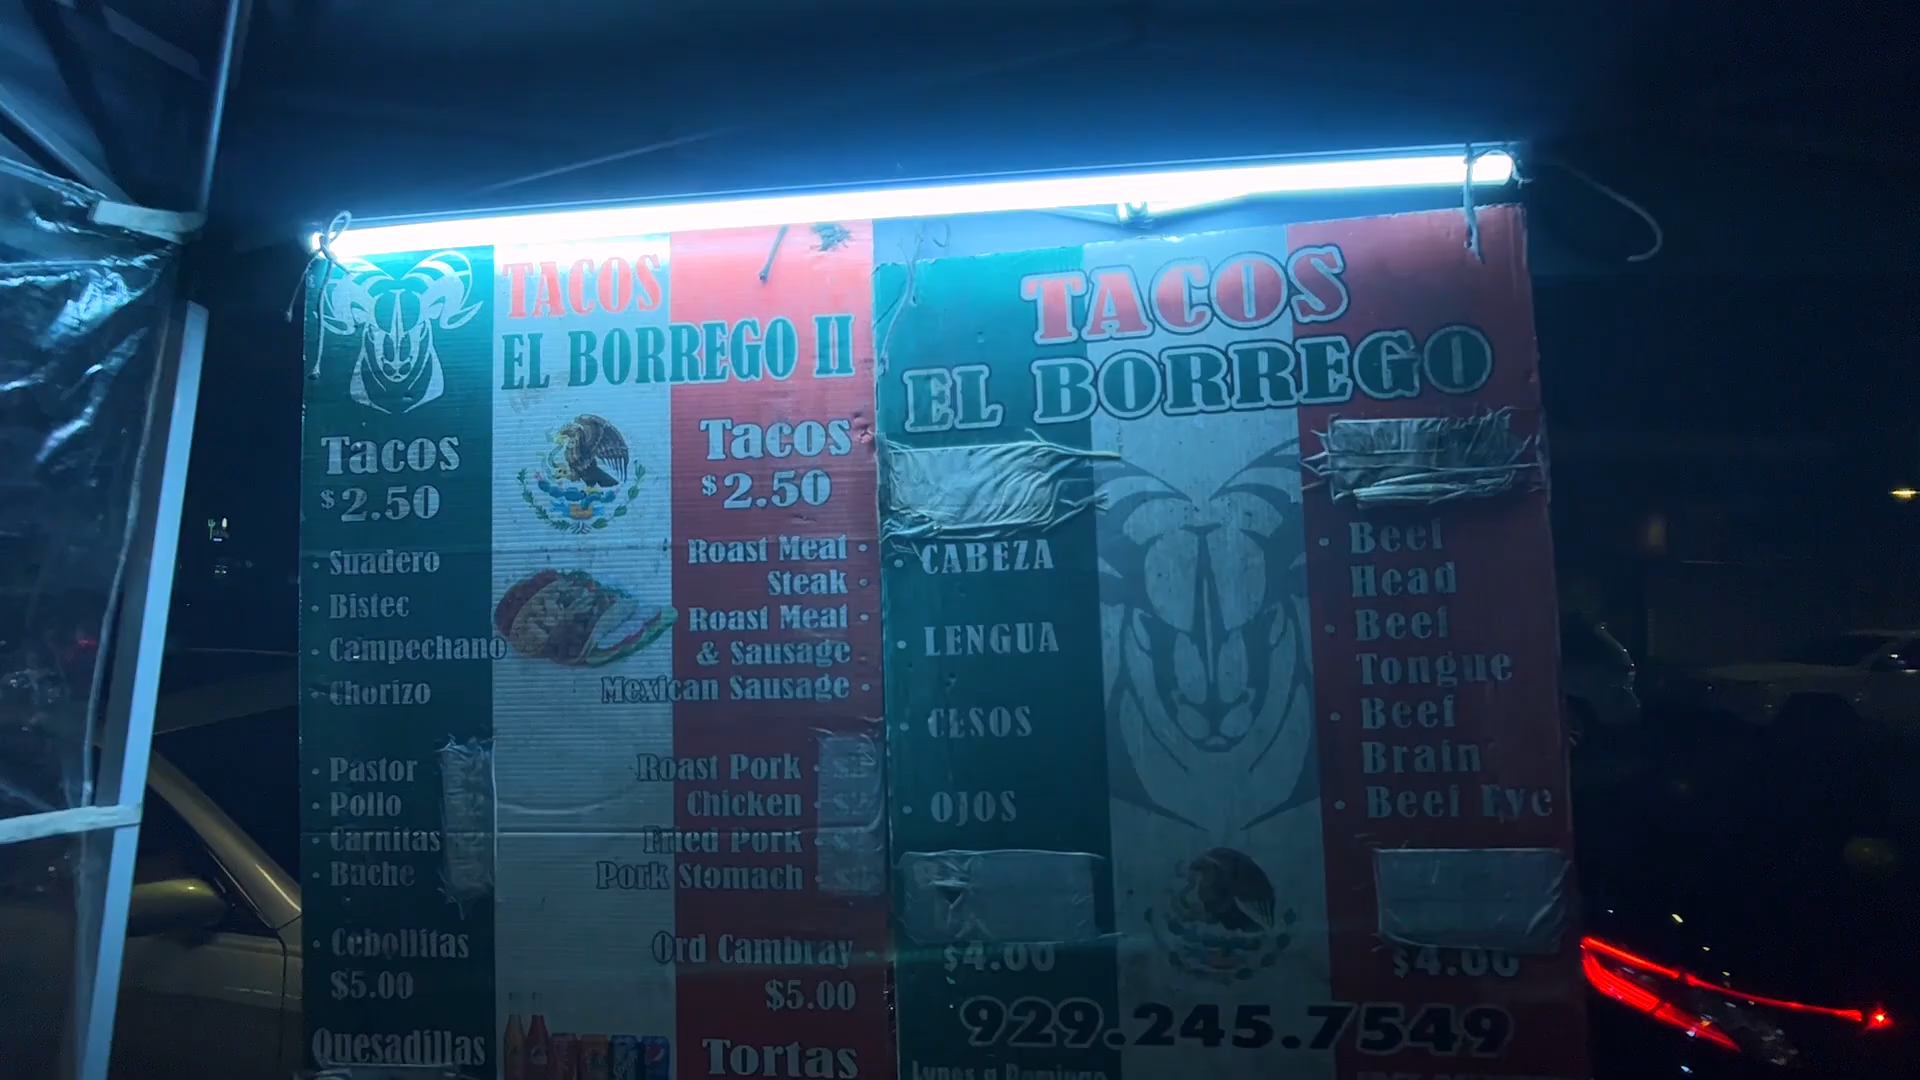 TACOS
EL BORREGO II
Tacos
$2.50
· Suadero
· Bistec
· Campechano
· Chorizo
· Pastor
· Pollo
· Carnitas
· Buche
· Cebollitas
$5.00
Quesadillas
Tacos
$2.50
Roast Meat ·
Steak ·
Roast Meat ·
& Sausage
Mexican Sausage ·
Roast Pork ·
Chicken ·
Fried Pork ·
Pork Stomach ·
Ord Cambray ·
$5.00
Tortas
TACOS
EL BORREGO
· CABEZA
· LENGUA
· CESOS
· OJOS
$4.00
· Beef
Head
· Beef
Tongue
· Beef
Brain
· Beef Eye
$4.00
929.245.7549
Lunes a Domingo